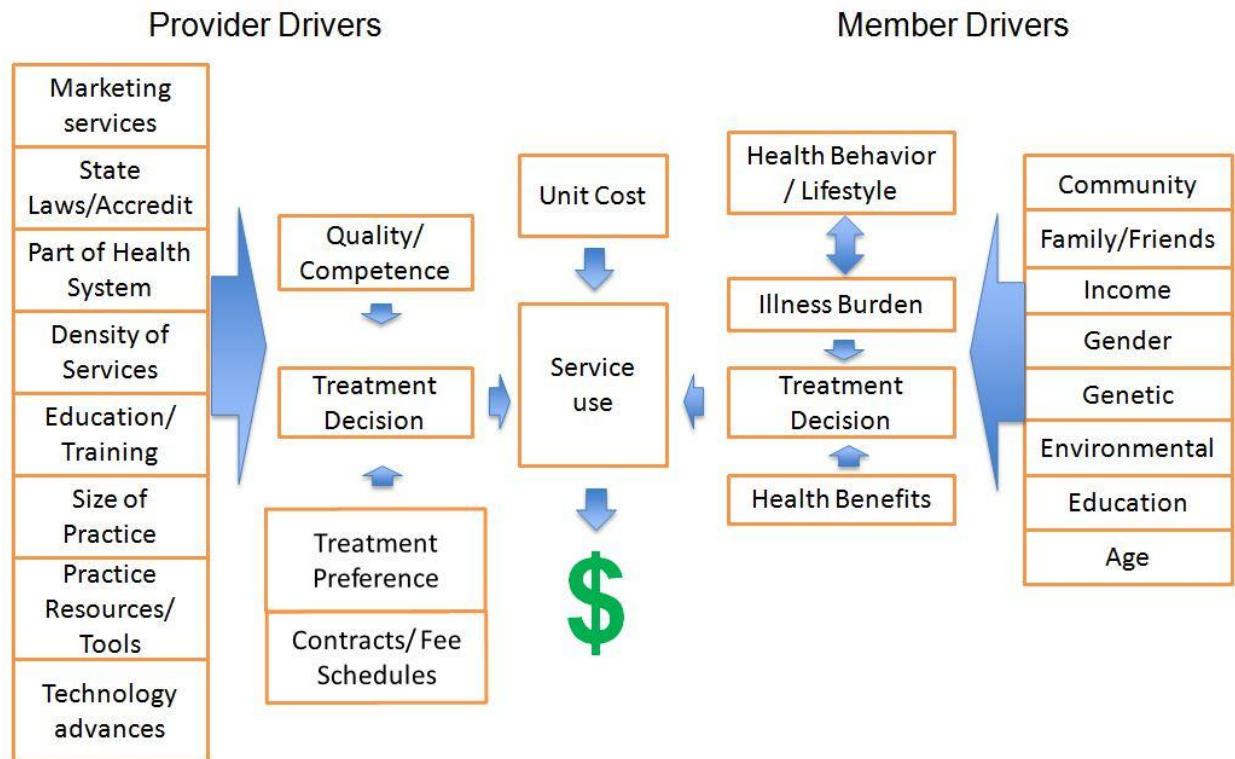 Provider Drivers
Marketing
services
State
Laws/Accredit
Part of Health
System
Density of
Services
Education/
Training
Size of
Practice
Practice
Resources/
Tools
Technology
advances
Quality/
Competence
Treatment
Decision
Treatment
Preference
Contracts/ Fee
Schedules
Unit Cost
Service
use
$
Member Drivers
Health Behavior
/ Lifestyle
Illness Burden
Treatment
Decision
Health Benefits
Community
Family/Friends
Income
Gender
Genetic
Environmental
Education
Age